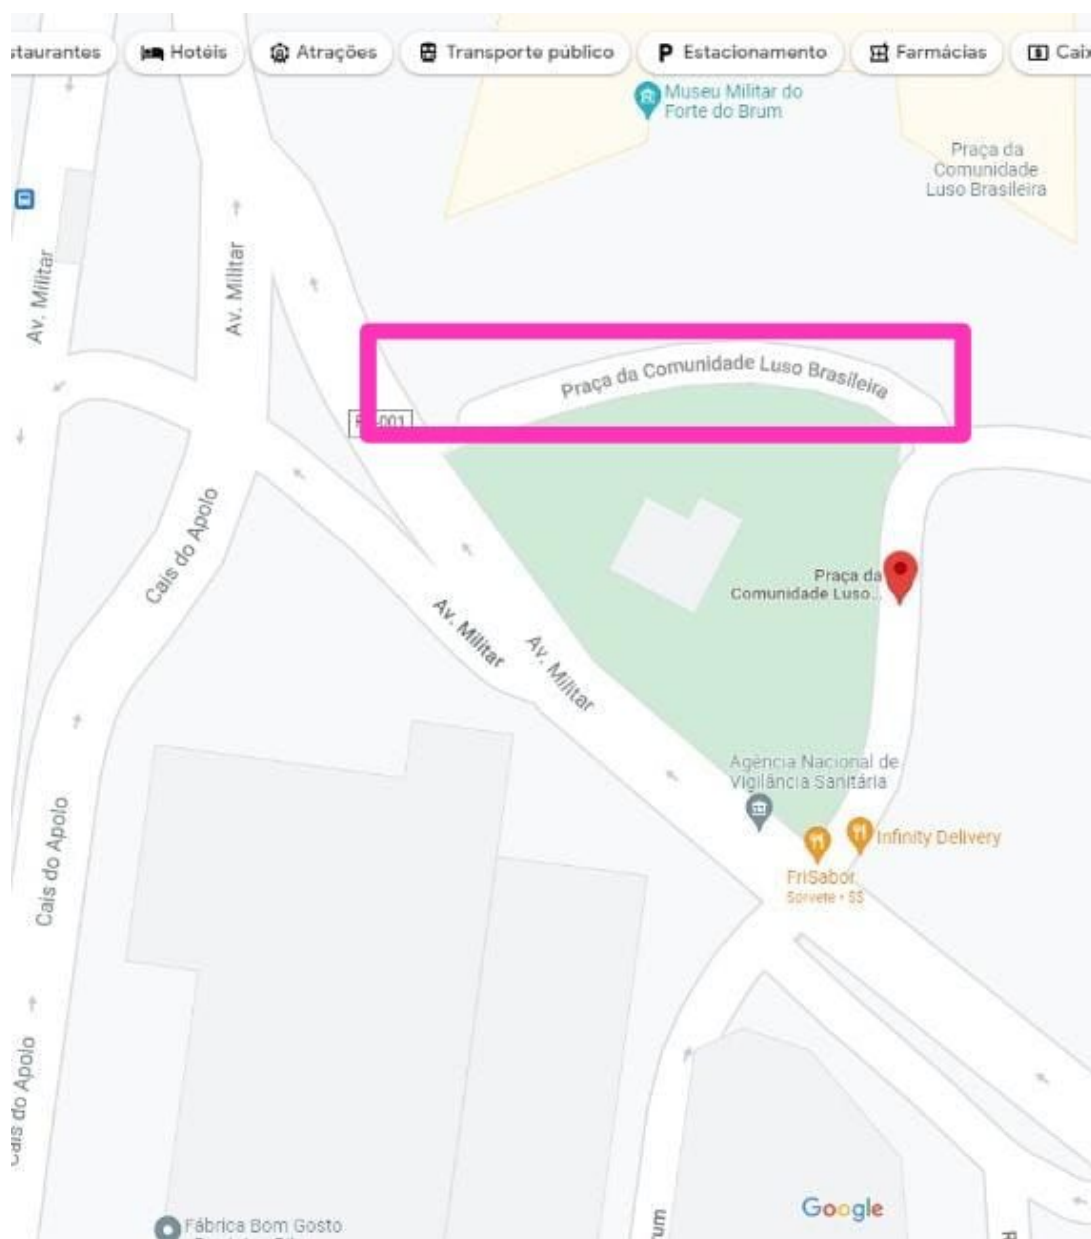 staurantes
Hotéis
Atrações
Transporte público
P Estacionamento
Farmácias
Caix
Museu Militar do
Forte do Brum
Praça da
Comunidade
Luso Brasileira
Av. Militar
Av. Militar
Praça da Comunidade Luso Brasileira
001
Cais do Apolo
Praça da
Comunidade Luso...
Av. Militar
Av. Militar
Agência Nacional de
Vigilância Sanitária
Infinity Delivery
FriSabor
Sorvete • $$
Cais do Apolo
Cais do Apolo
Google
Fábrica Bom Gosto
rum
R